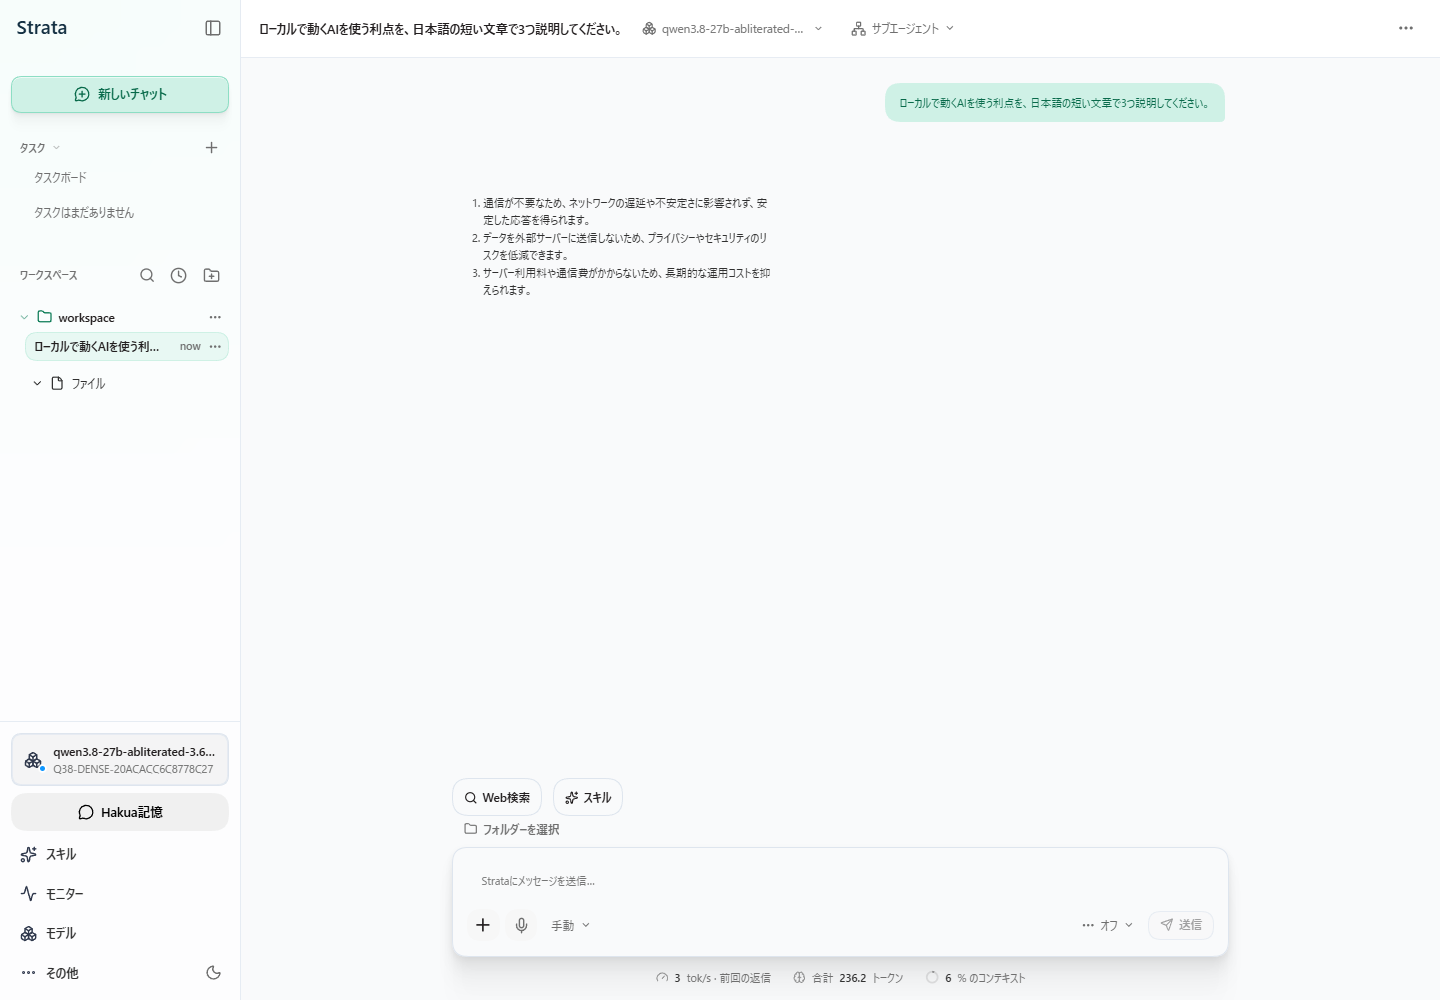 Strata
新しいチャット
タスク
タスクボード
タスクはまだありません
ワークスペース
workspace
ローカルで動くAIを使う利... now
ファイル
qwen3.8-27b-abliterated-3.6...
Q38-DENSE-20ACACC6C8778C27
Hakua記憶
スキル
モニター
モデル
その他
ローカルで動くAIを使う利点を、日本語の短い文章で3つ説明してください。 qwen3.8-27b-abliterated-... サブエージェント
ローカルで動くAIを使う利点を、日本語の短い文章で3つ説明してください。
1. 通信が不要なため、ネットワークの遅延や不安定さに影響されず、安
定した応答を得られます。
2. データを外部サーバーに送信しないため、プライバシーやセキュリティのリ
スクを低減できます。
3. サーバー利用料や通信費がかからないため、長期的な運用コストを抑
えられます。
Web検索 スキル
フォルダーを選択
Strataにメッセージを送信...
手動 オフ 送信
3 tok/s · 前回の返信 合計 236.2 トークン 6 % のコンテキスト